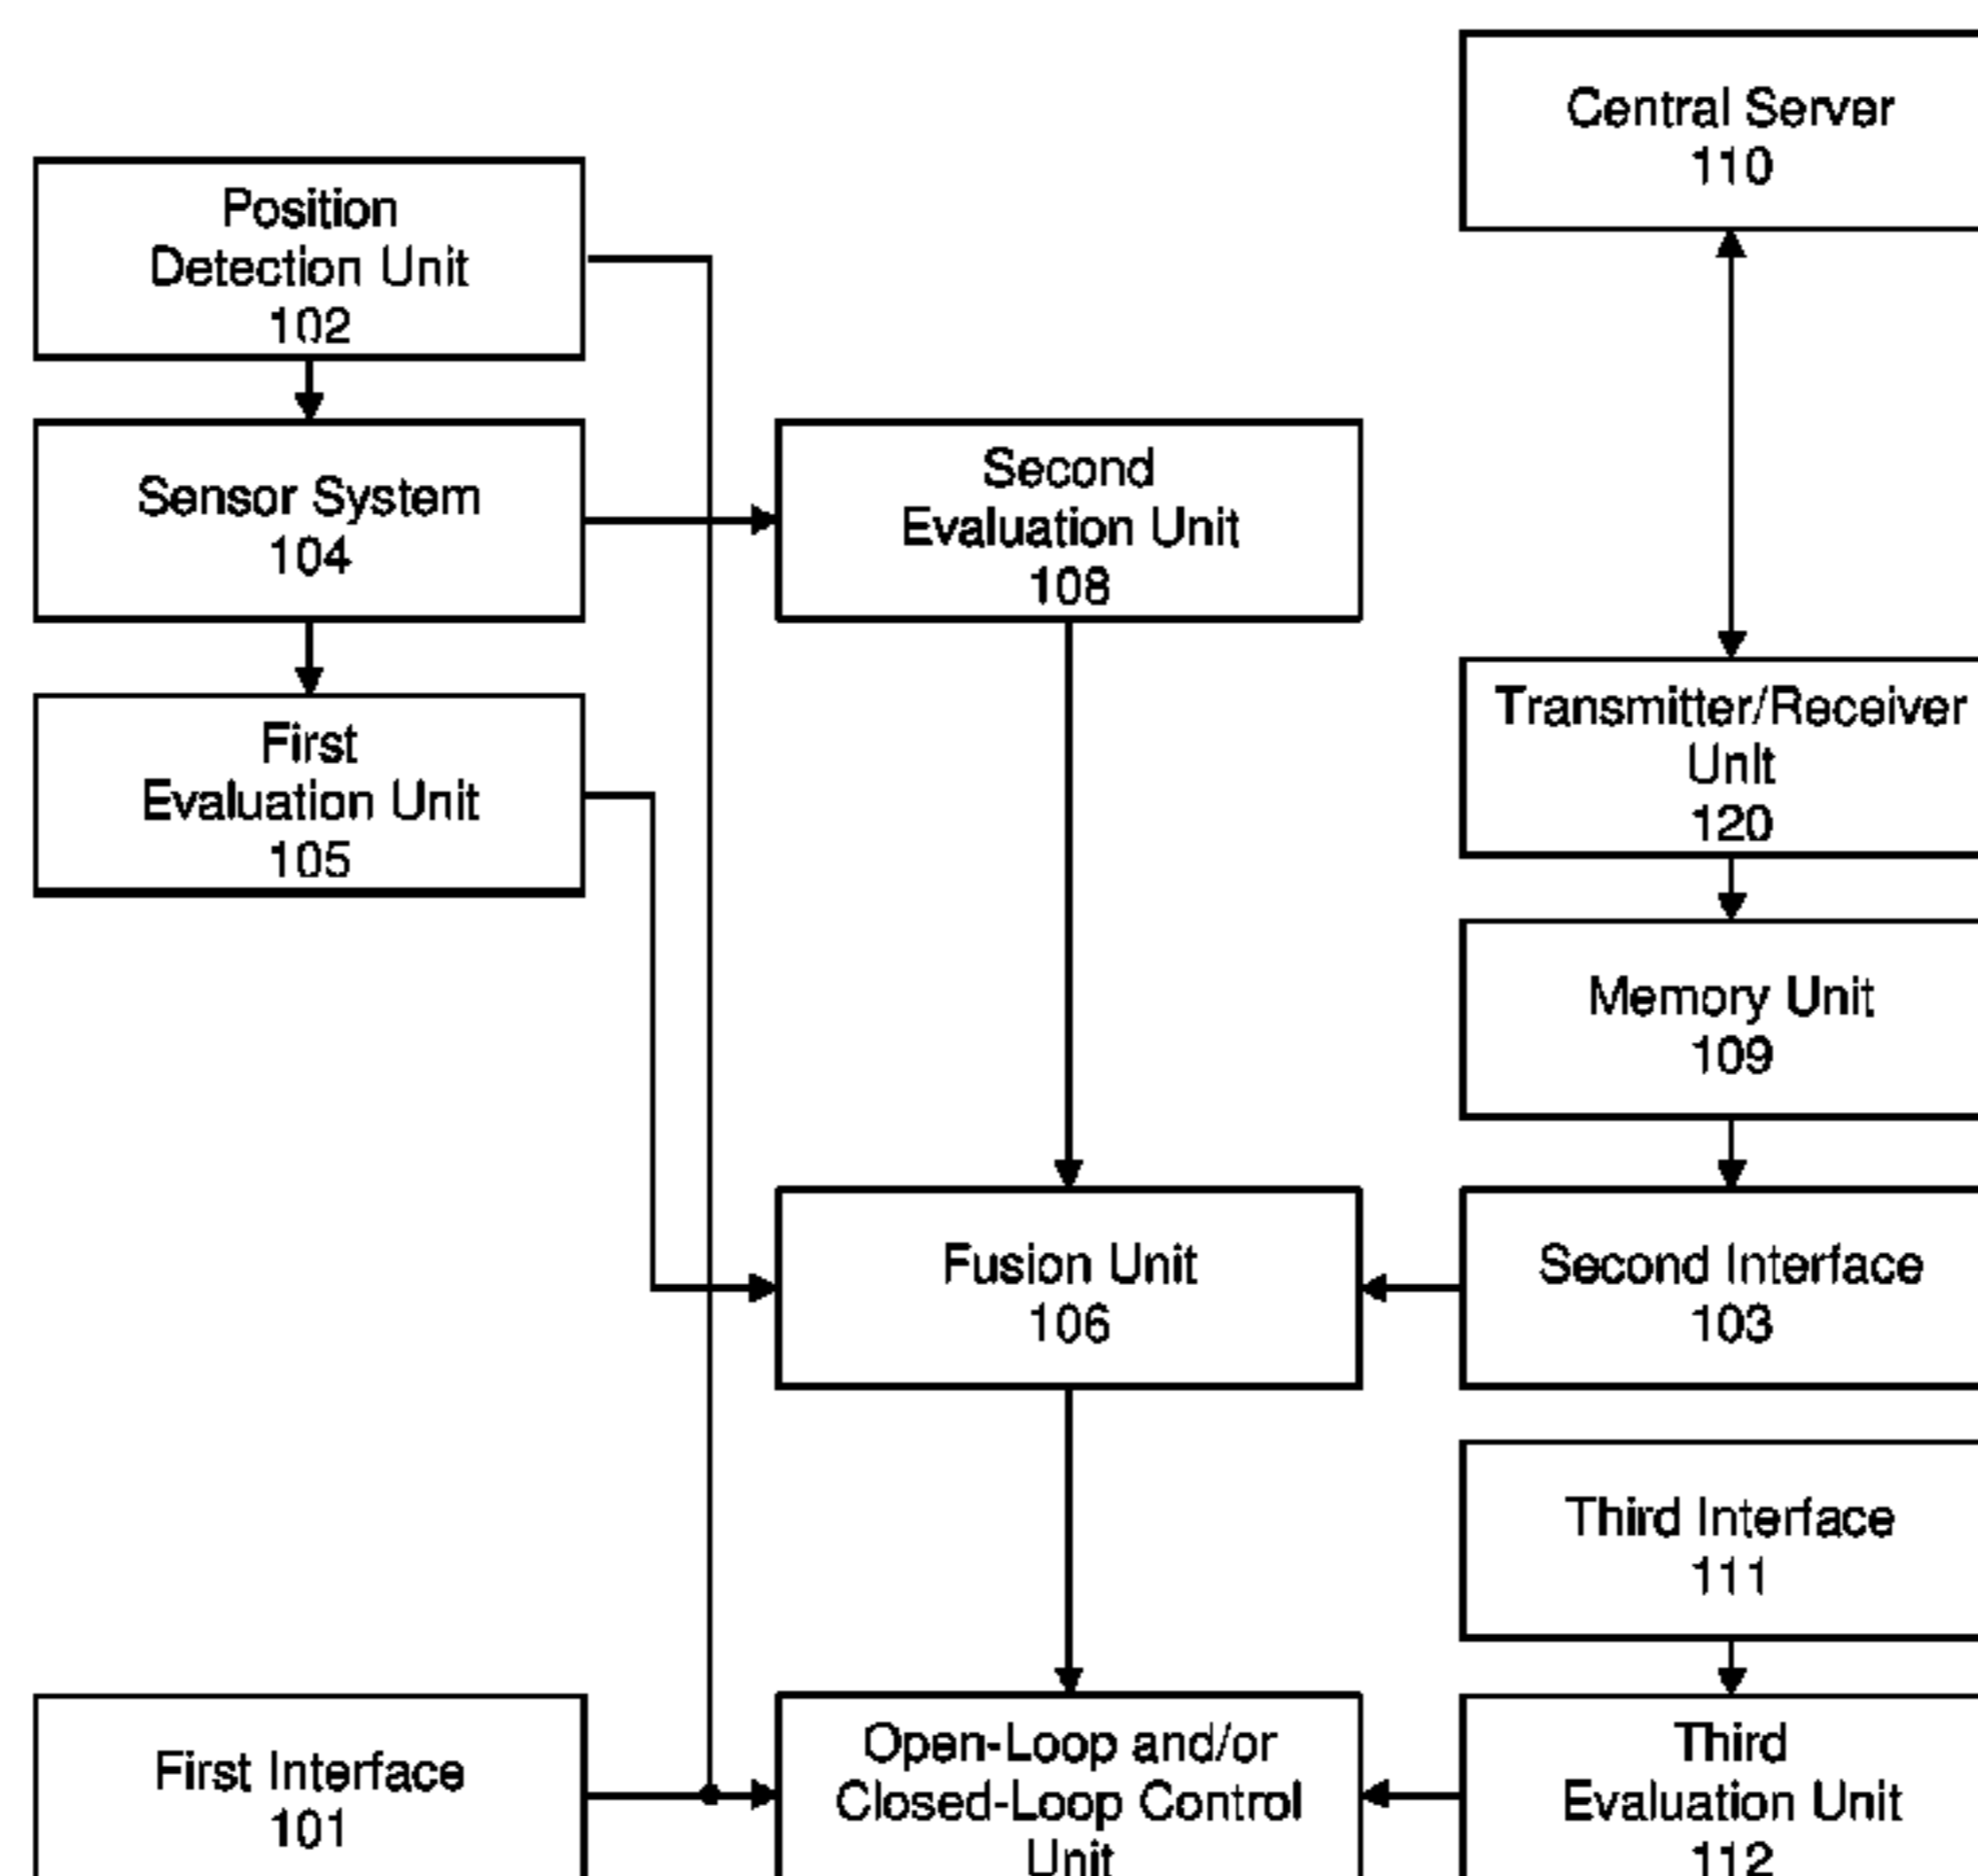 Central Server
110
Position
Detection Unit
102
Sensor System
104
Second
Evaluation Unit
108
First
Evaluation Unit
105
Transmitter/Receiver
Unit
120
Memory Unit
109
Fusion Unit
106
Second Interface
103
Third Interface
111
First Interface
101
Open-Loop and/or
Closed-Loop Control
Unit
Third
Evaluation Unit
112